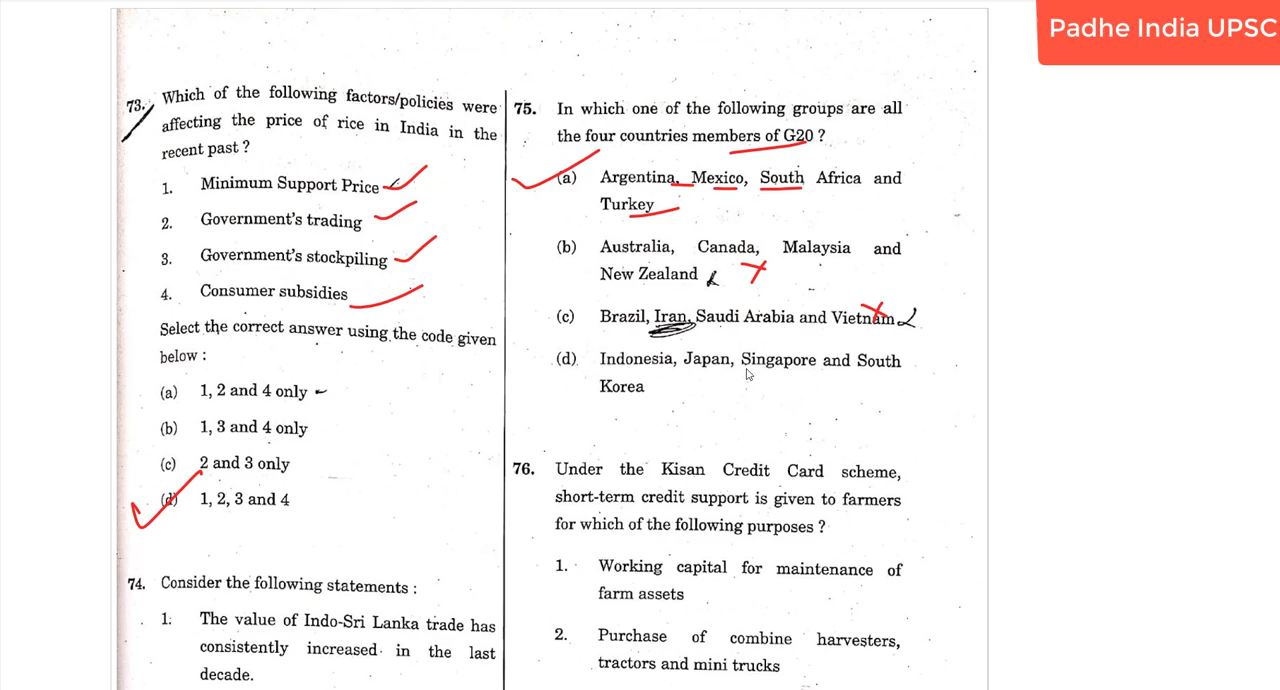 Padhe India UPSC
73. Which of the following factors/policies were
affecting the price of rice in India in the
recent past ?
1. Minimum Support Price
2. Government's trading
3. Government's stockpiling
4. Consumer subsidies
Select the correct answer using the code given
below :
(a) 1, 2 and 4 only
(b) 1, 3 and 4 only
(c) 2 and 3 only
(d) 1, 2, 3 and 4
74. Consider the following statements :
1. The value of Indo-Sri Lanka trade has
consistently increased in the last
decade.
75. In which one of the following groups are all
the four countries members of G20 ?
(a) Argentina, Mexico, South Africa and
Turkey
(b) Australia, Canada, Malaysia and
New Zealand
(c) Brazil, Iran, Saudi Arabia and Vietnam
(d) Indonesia, Japan, Singapore and South
Korea
76. Under the Kisan Credit Card scheme,
short-term credit support is given to farmers
for which of the following purposes ?
1. Working capital for maintenance of
farm assets
2. Purchase of combine harvesters,
tractors and mini trucks